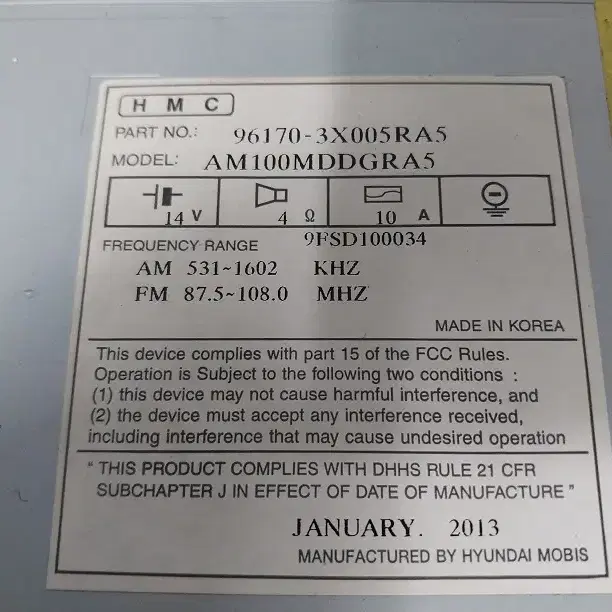 HMC
PART NO.: 96170-3X005RA5
MODEL: AM100MDDGRA5
14 V 4 Ω 10 A
FREQUENCY RANGE 9FSD100034
AM 531~1602 KHZ
FM 87.5~108.0 MHZ
MADE IN KOREA
This device complies with part 15 of the FCC Rules.
Operation is Subject to the following two conditions :
(1) this device may not cause harmful interference, and
(2) the device must accept any interference received,
including interference that may cause undesired operation
“ THIS PRODUCT COMPLIES WITH DHHS RULE 21 CFR
SUBCHAPTER J IN EFFECT OF DATE OF MANUFACTURE ”
JANUARY. 2013
MANUFACTURED BY HYUNDAI MOBIS